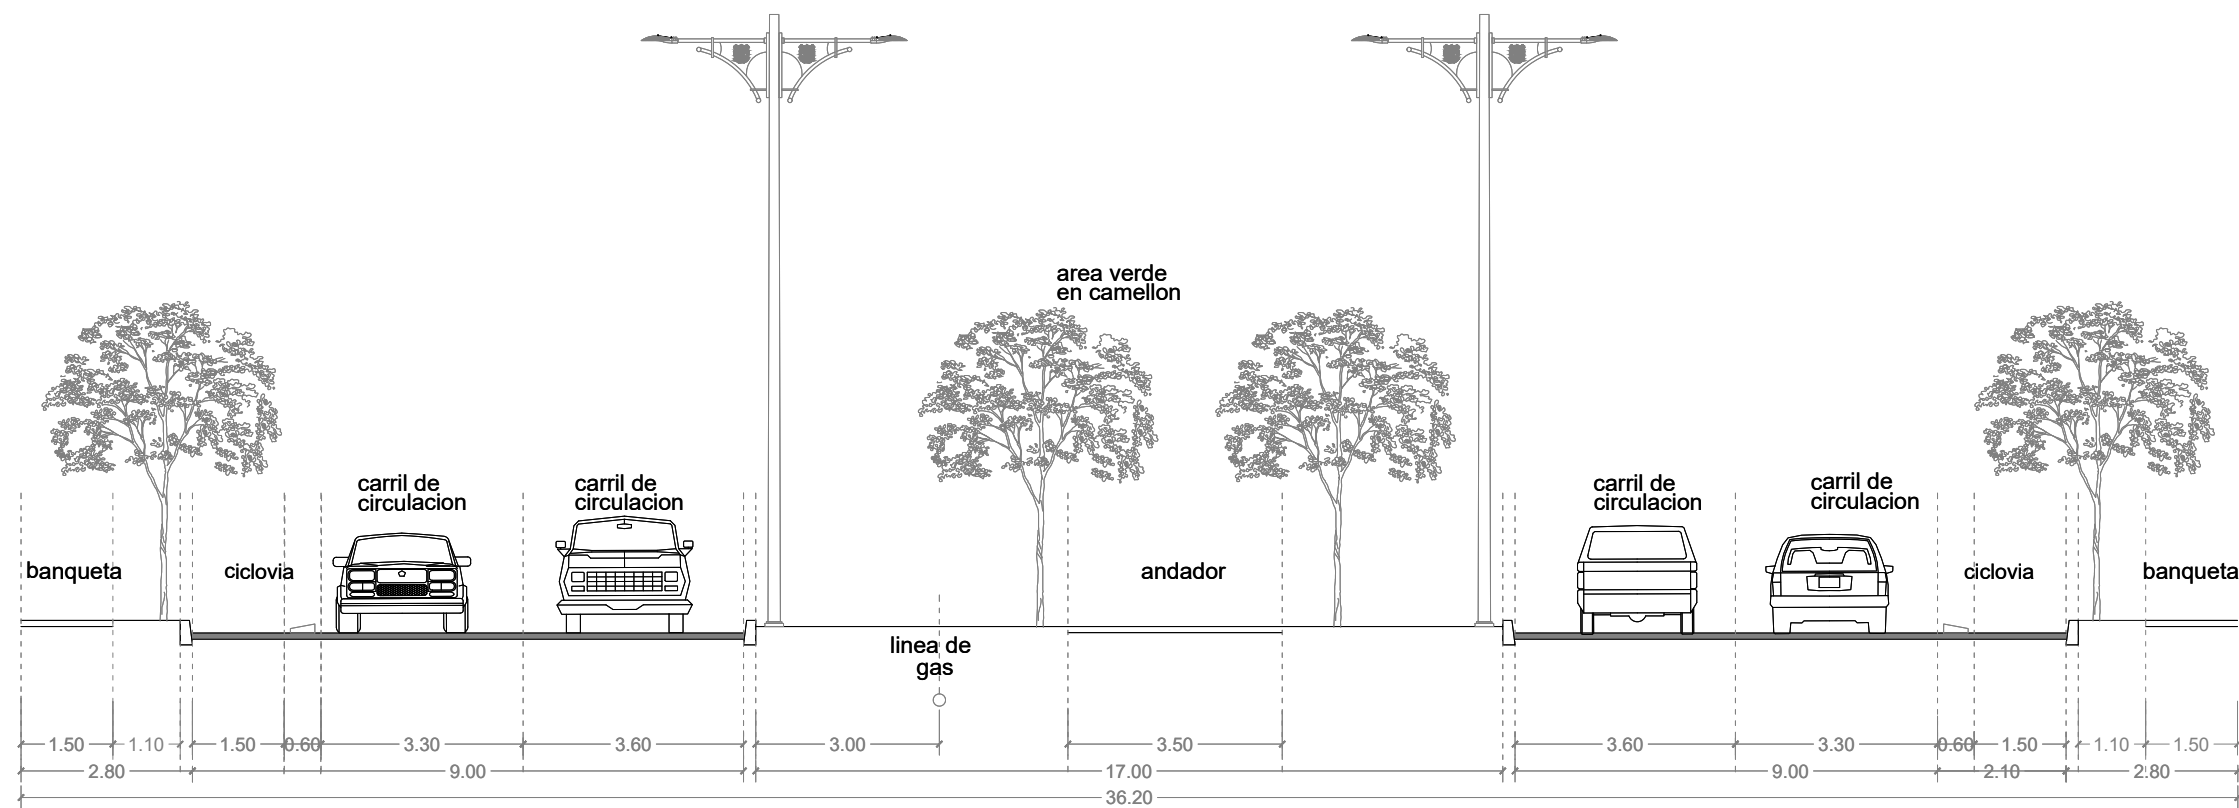 area verde
en camellon
carril de
circulacion
carril de
circulacion
carril de
circulacion
carril de
circulacion
banqueta
ciclovia
andador
ciclovia
banqueta
linea de
gas
1.50
1.10
1.50
0.60
3.30
3.60
3.00
3.50
3.60
3.30
0.60
1.50
1.10
1.50
2.80
9.00
17.00
9.00
2.10
2.80
36.20